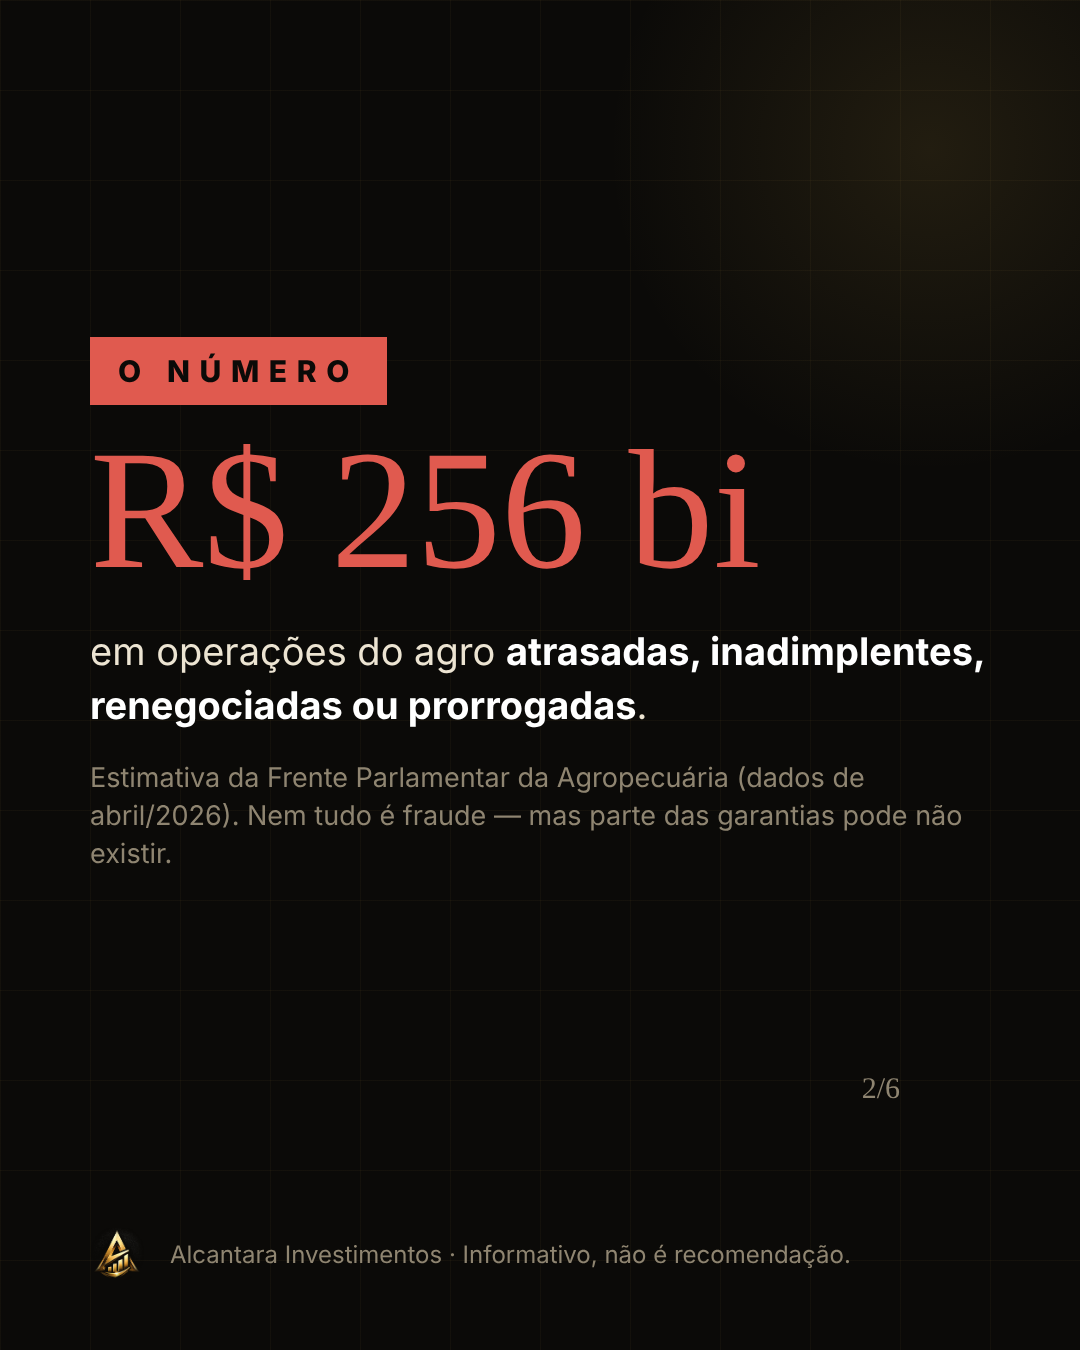 O NÚMERO
R$ 256 bi
em operações do agro atrasadas, inadimplentes,
renegociadas ou prorrogadas.
Estimativa da Frente Parlamentar da Agropecuária (dados de
abril/2026). Nem tudo é fraude — mas parte das garantias pode não
existir.
2/6
Alcantara Investimentos · Informativo, não é recomendação.